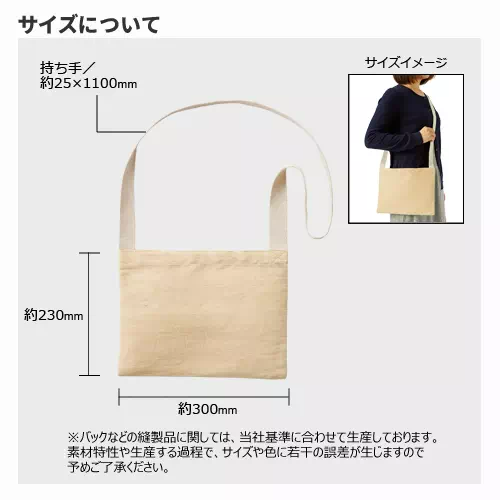 サイズについて
持ち手／
約25×1100mm
サイズイメージ
約230mm
約300mm
※バックなどの縫製品に関しては、当社基準に合わせて生産しております。
素材特性や生産する過程で、サイズや色に若干の誤差が生じますので
予めご了承ください。